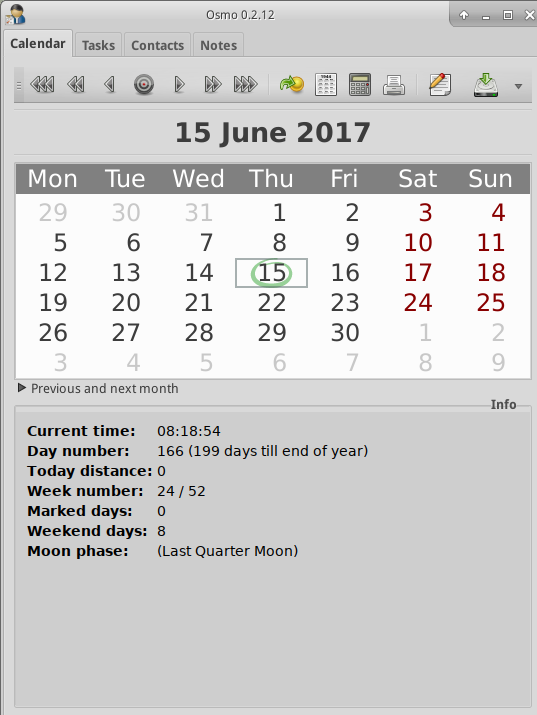 Osmo 0.2.12
Calendar Tasks Contacts Notes
15 June 2017
Mon Tue Wed Thu Fri Sat Sun
29 30 31 1 2 3 4
5 6 7 8 9 10 11
12 13 14 15 16 17 18
19 20 21 22 23 24 25
26 27 28 29 30 1 2
3 4 5 6 7 8 9
Previous and next month
Info
Current time: 08:18:54
Day number: 166 (199 days till end of year)
Today distance: 0
Week number: 24 / 52
Marked days: 0
Weekend days: 8
Moon phase: (Last Quarter Moon)